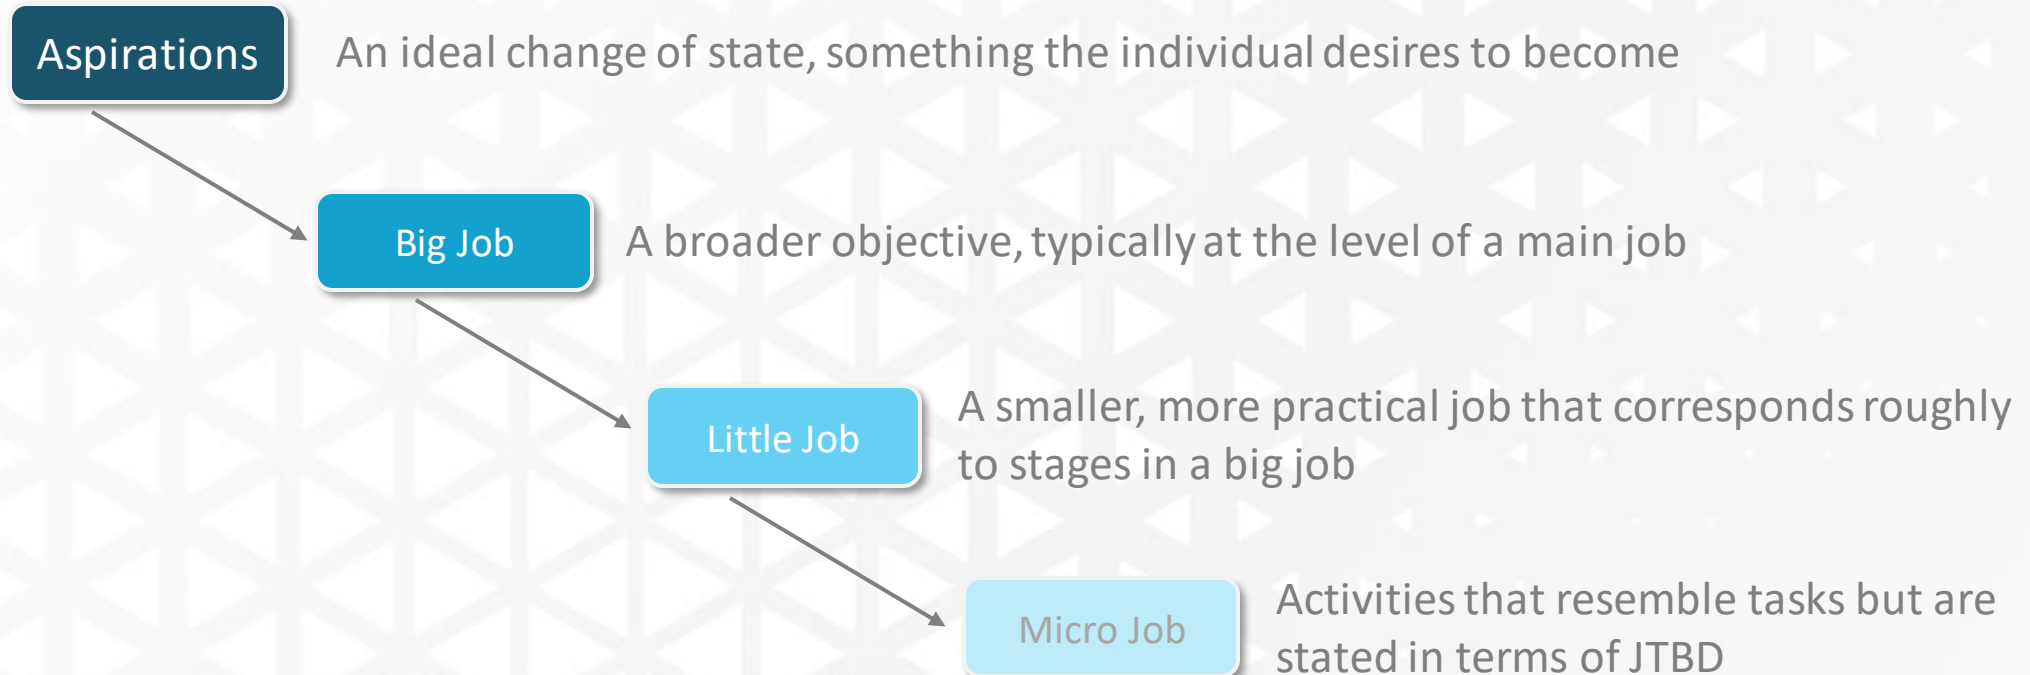 Aspirations
An ideal change of state, something the individual desires to become
Big Job
A broader objective, typically at the level of a main job
Little Job
A smaller, more practical job that corresponds roughly
to stages in a big job
Micro Job
Activities that resemble tasks but are
stated in terms of JTBD